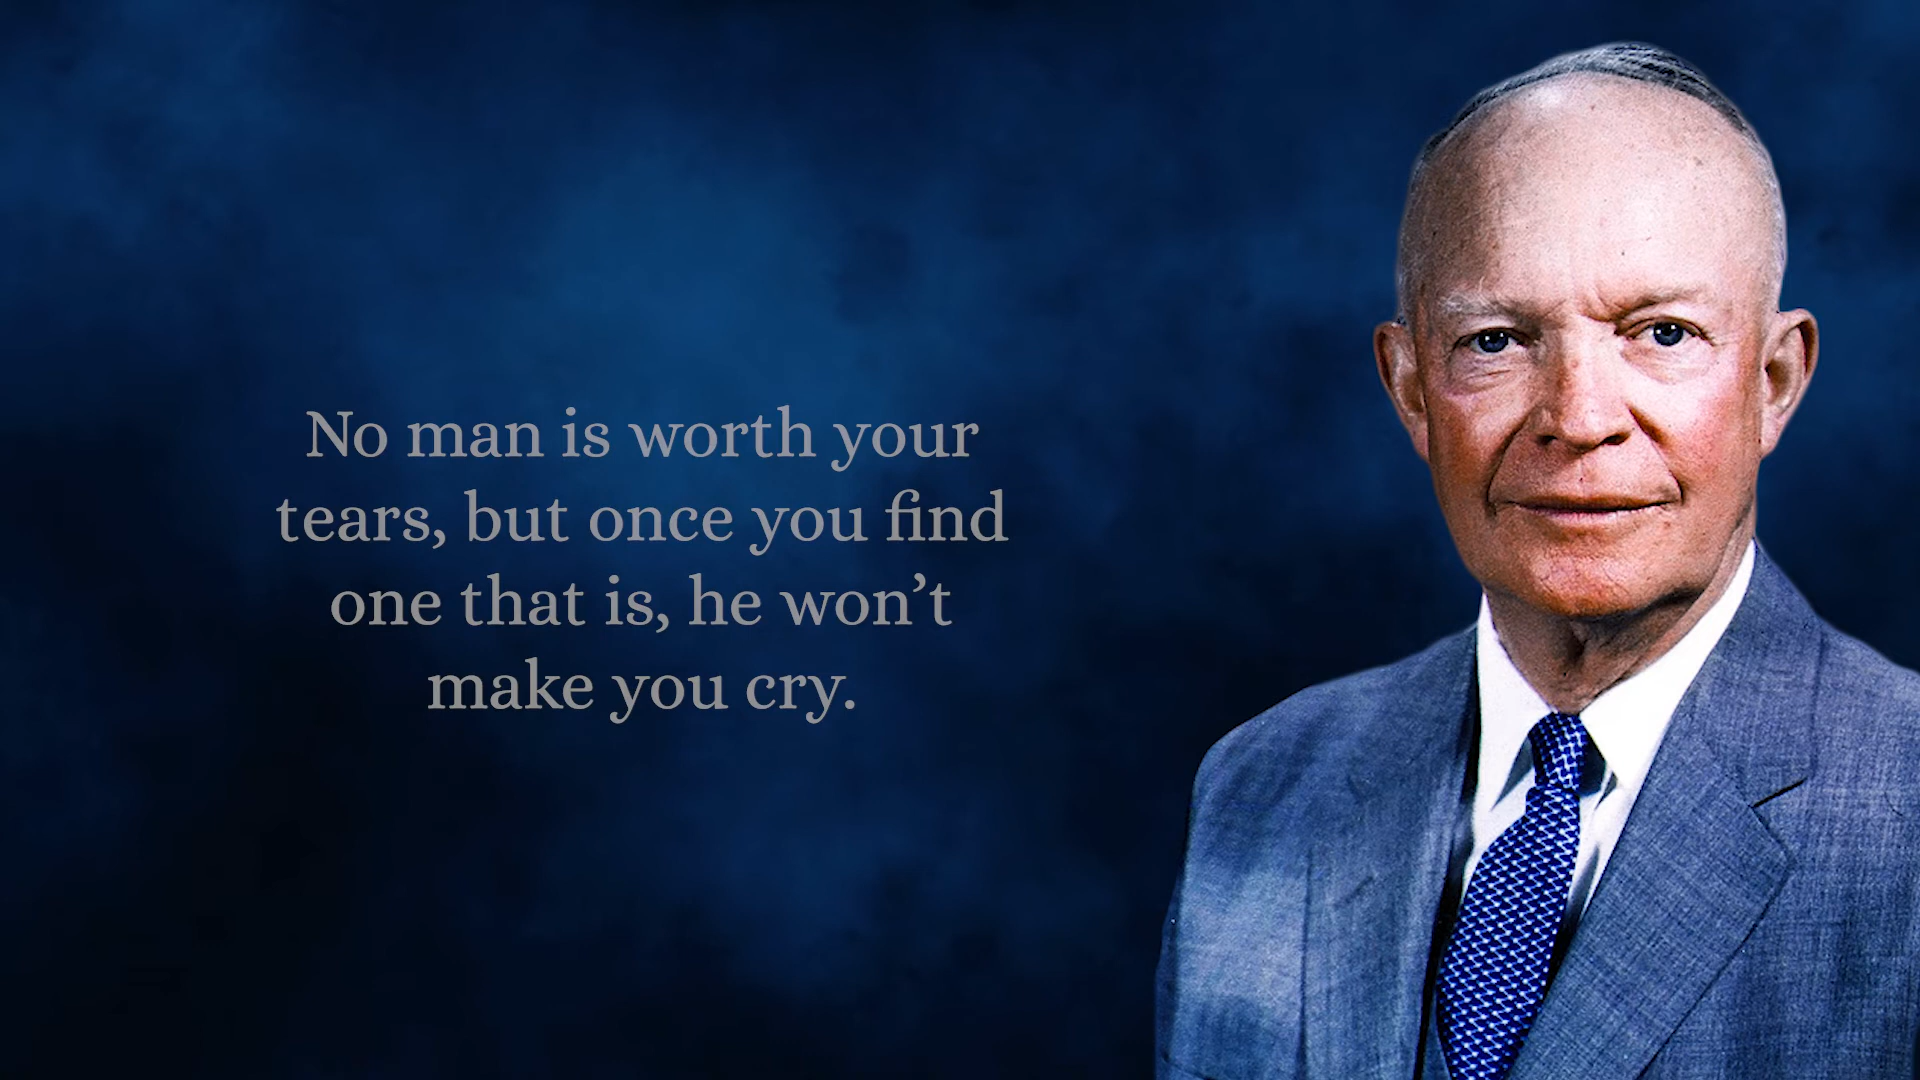 No man is worth your
tears, but once you find
one that is, he won’t
make you cry.